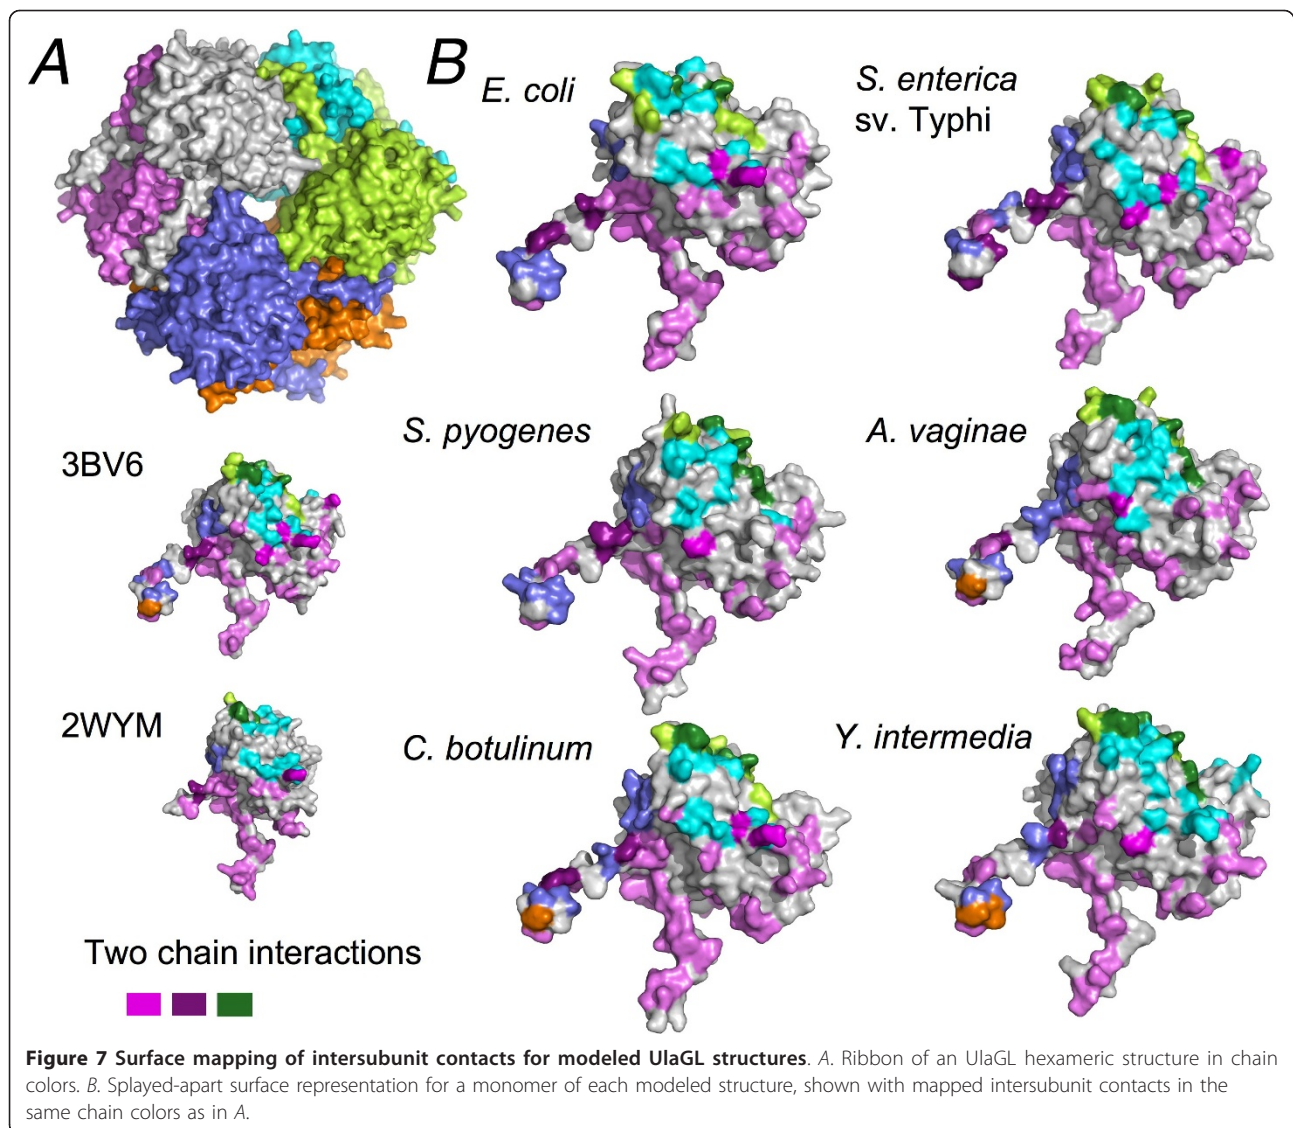 A
B
E. coli
S. enterica
sv. Typhi
3BV6
S. pyogenes
A. vaginae
2WYM
C. botulinum
Y. intermedia
Two chain interactions
Figure 7 Surface mapping of intersubunit contacts for modeled UlaGL structures. A. Ribbon of an UlaGL hexameric structure in chain
colors. B. Splayed-apart surface representation for a monomer of each modeled structure, shown with mapped intersubunit contacts in the
same chain colors as in A.